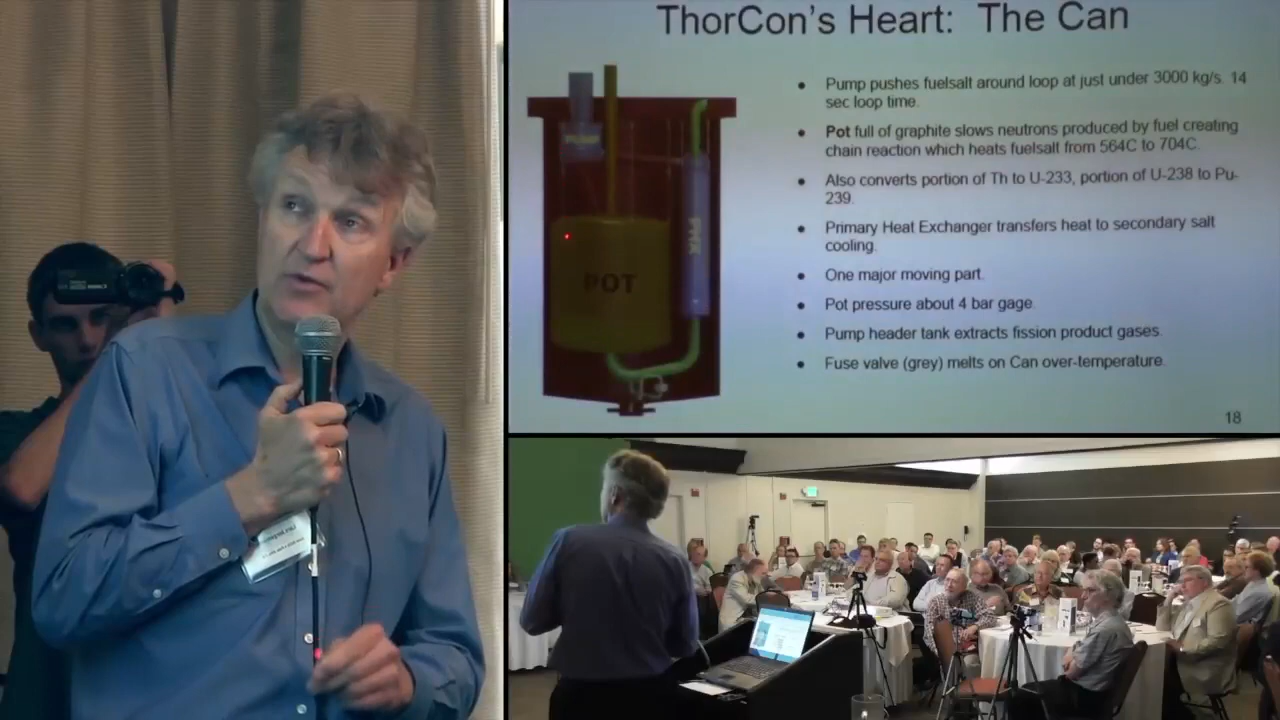 ThorCon's Heart: The Can
Pump pushes fuelsalt around loop at just under 3000 kg/s. 14
sec loop time.
Pot full of graphite slows neutrons produced by fuel creating
chain reaction which heats fuelsalt from 564C to 704C.
Also converts portion of Th to U-233, portion of U-238 to Pu-
239.
Primary Heat Exchanger transfers heat to secondary salt
cooling.
One major moving part.
Pot pressure about 4 bar gage.
Pump header tank extracts fission product gases.
Fuse valve (grey) melts on Can over-temperature.
POT
18